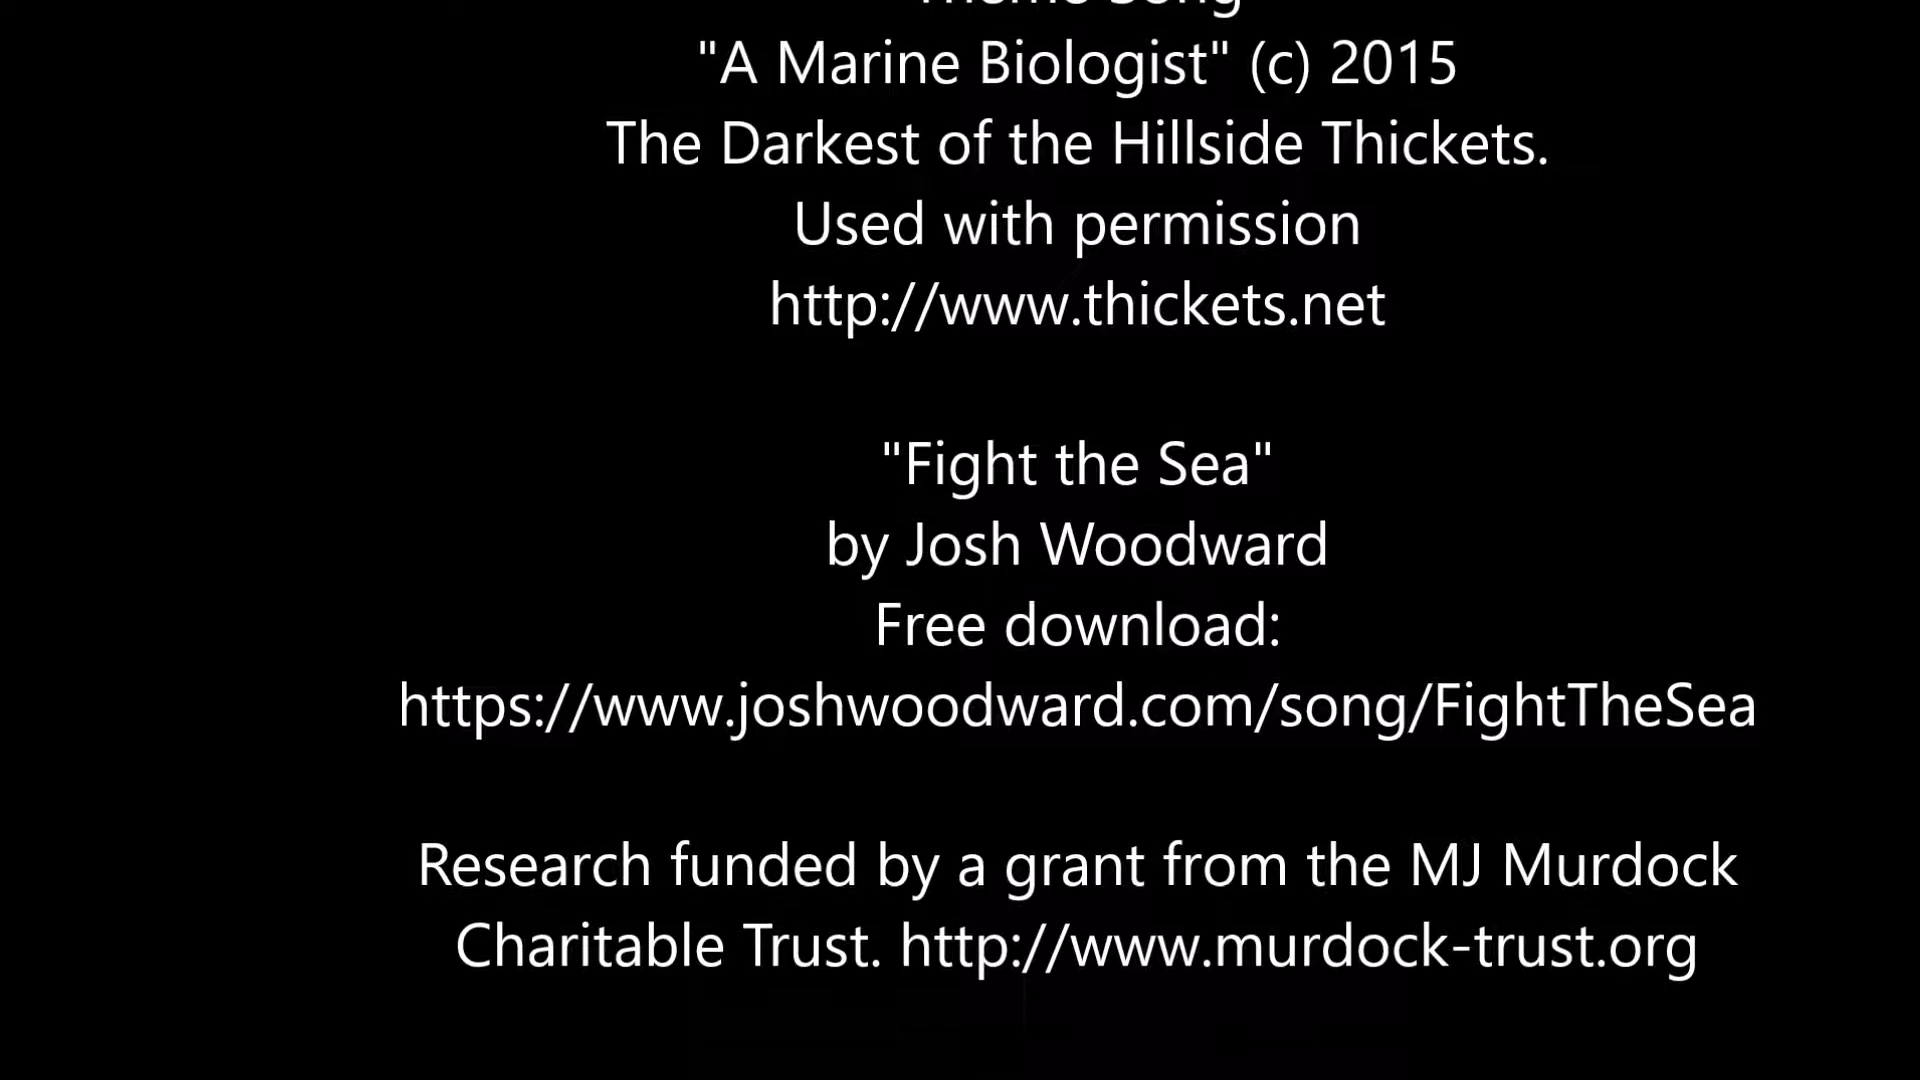 Theme Song
"A Marine Biologist" (c) 2015
The Darkest of the Hillside Thickets.
Used with permission
http://www.thickets.net
"Fight the Sea"
by Josh Woodward
Free download:
https://www.joshwoodward.com/song/FightTheSea
Research funded by a grant from the MJ Murdock
Charitable Trust. http://www.murdock-trust.org